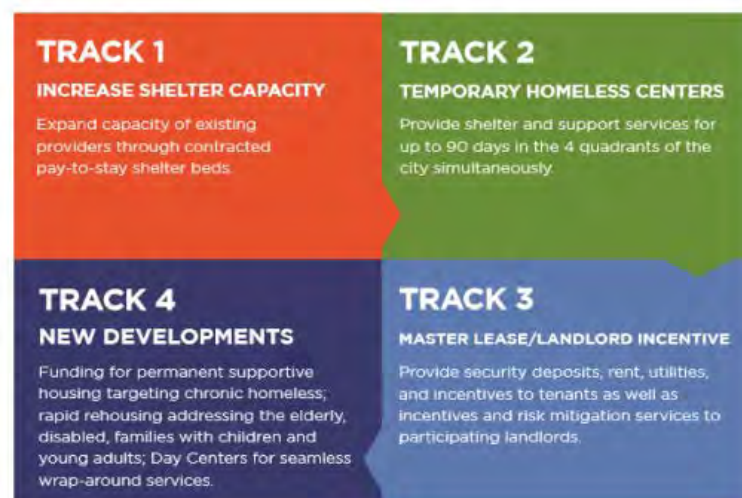 TRACK 1
INCREASE SHELTER CAPACITY
Expand capacity of existing
providers through contracted
pay-to-stay shelter beds.
TRACK 2
TEMPORARY HOMELESS CENTERS
Provide shelter and support services for
up to 90 days in the 4 quadrants of the
city simultaneously.
TRACK 3
MASTER LEASE/LANDLORD INCENTIVE
Provide security deposits, rent, utilities,
and incentives to tenants as well as
incentives and risk mitigation services to
participating landlords.
TRACK 4
NEW DEVELOPMENTS
Funding for permanent supportive
housing targeting chronic homeless;
rapid rehousing addressing the elderly,
disabled, families with children and
young adults; Day Centers for seamless
wrap-around services.